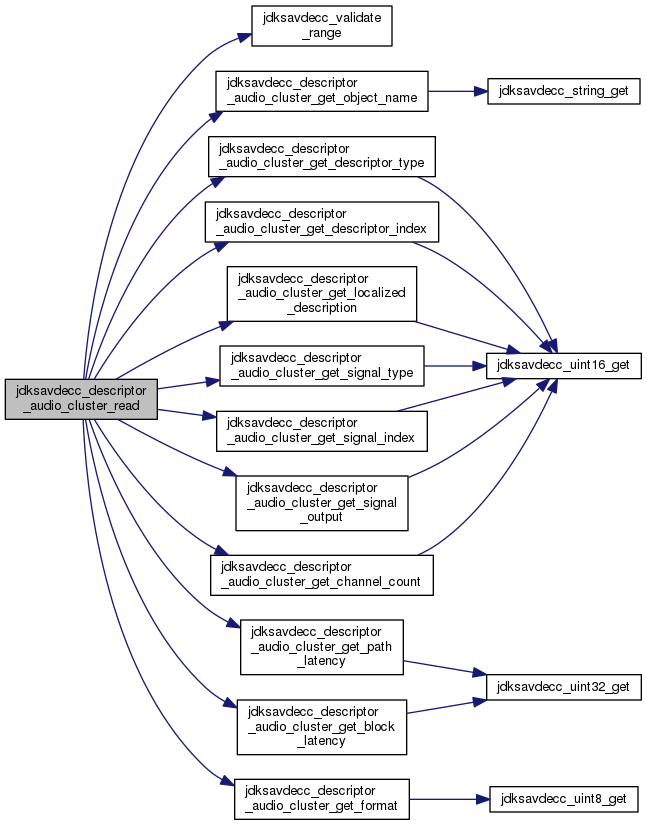 jdksavdecc_validate
_range
jdksavdecc_descriptor
_audio_cluster_get_object_name
jdksavdecc_string_get
jdksavdecc_descriptor
_audio_cluster_get_descriptor_type
jdksavdecc_descriptor
_audio_cluster_get_descriptor_index
jdksavdecc_descriptor
_audio_cluster_get_localized
_description
jdksavdecc_descriptor
_audio_cluster_get_signal_type
jdksavdecc_uint16_get
jdksavdecc_descriptor
_audio_cluster_read
jdksavdecc_descriptor
_audio_cluster_get_signal_index
jdksavdecc_descriptor
_audio_cluster_get_signal
_output
jdksavdecc_descriptor
_audio_cluster_get_channel_count
jdksavdecc_descriptor
_audio_cluster_get_path
_latency
jdksavdecc_uint32_get
jdksavdecc_descriptor
_audio_cluster_get_block
_latency
jdksavdecc_descriptor
_audio_cluster_get_format
jdksavdecc_uint8_get